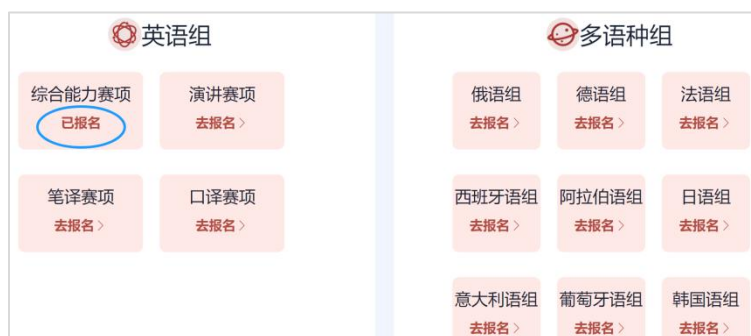 英语组
综合能力赛项
已报名
演讲赛项
去报名 >
笔译赛项
去报名 >
口译赛项
去报名 >
多语种组
俄语组
去报名 >
德语组
去报名 >
法语组
去报名 >
西班牙语组
去报名 >
阿拉伯语组
去报名 >
日语组
去报名 >
意大利语组
去报名 >
葡萄牙语组
去报名 >
韩国语组
去报名 >